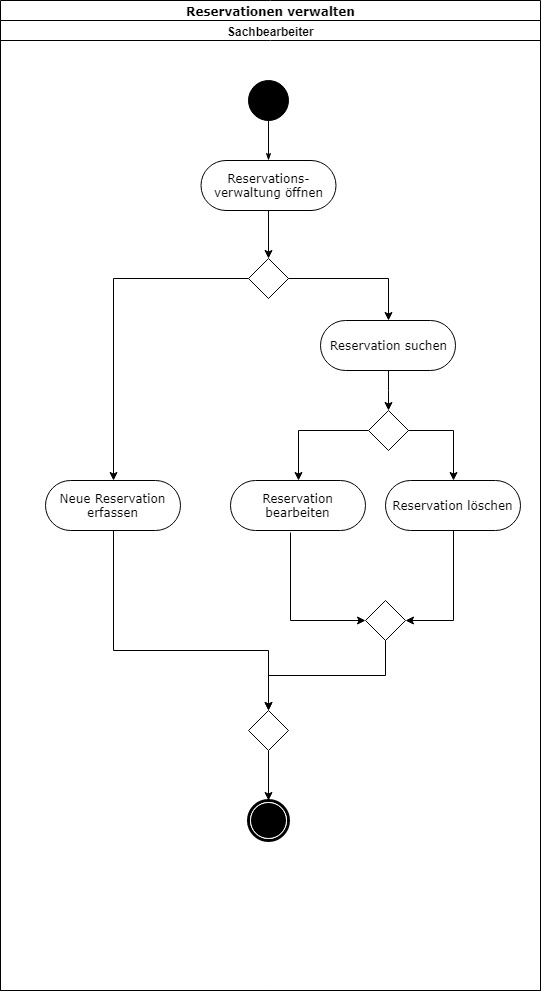 Reservationen verwalten
Sachbearbeiter
Reservations-
verwaltung öffnen
Reservation suchen
Neue Reservation
erfassen
Reservation
bearbeiten
Reservation löschen